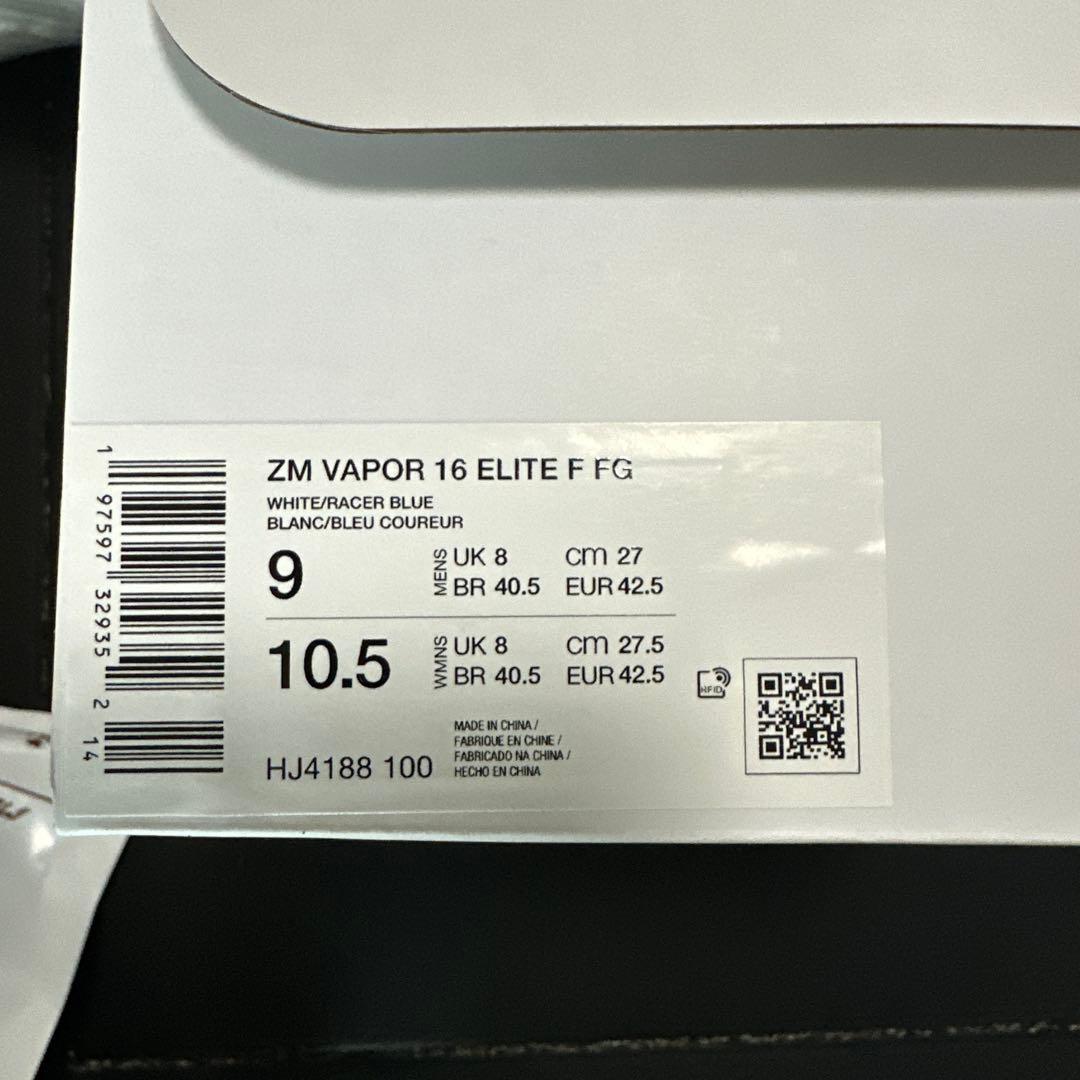 ZM VAPOR 16 ELITE F FG
WHITE/RACER BLUE
BLANC/BLEU COUREUR
9
MENS
UK 8 CM 27
BR 40.5 EUR 42.5
10.5
WMNS
UK 8 CM 27.5
BR 40.5 EUR 42.5
RFID
MADE IN CHINA /
FABRIQUE EN CHINE /
FABRICADO NA CHINA /
HECHO EN CHINA
HJ4188 100
1 97597 32935 2 14